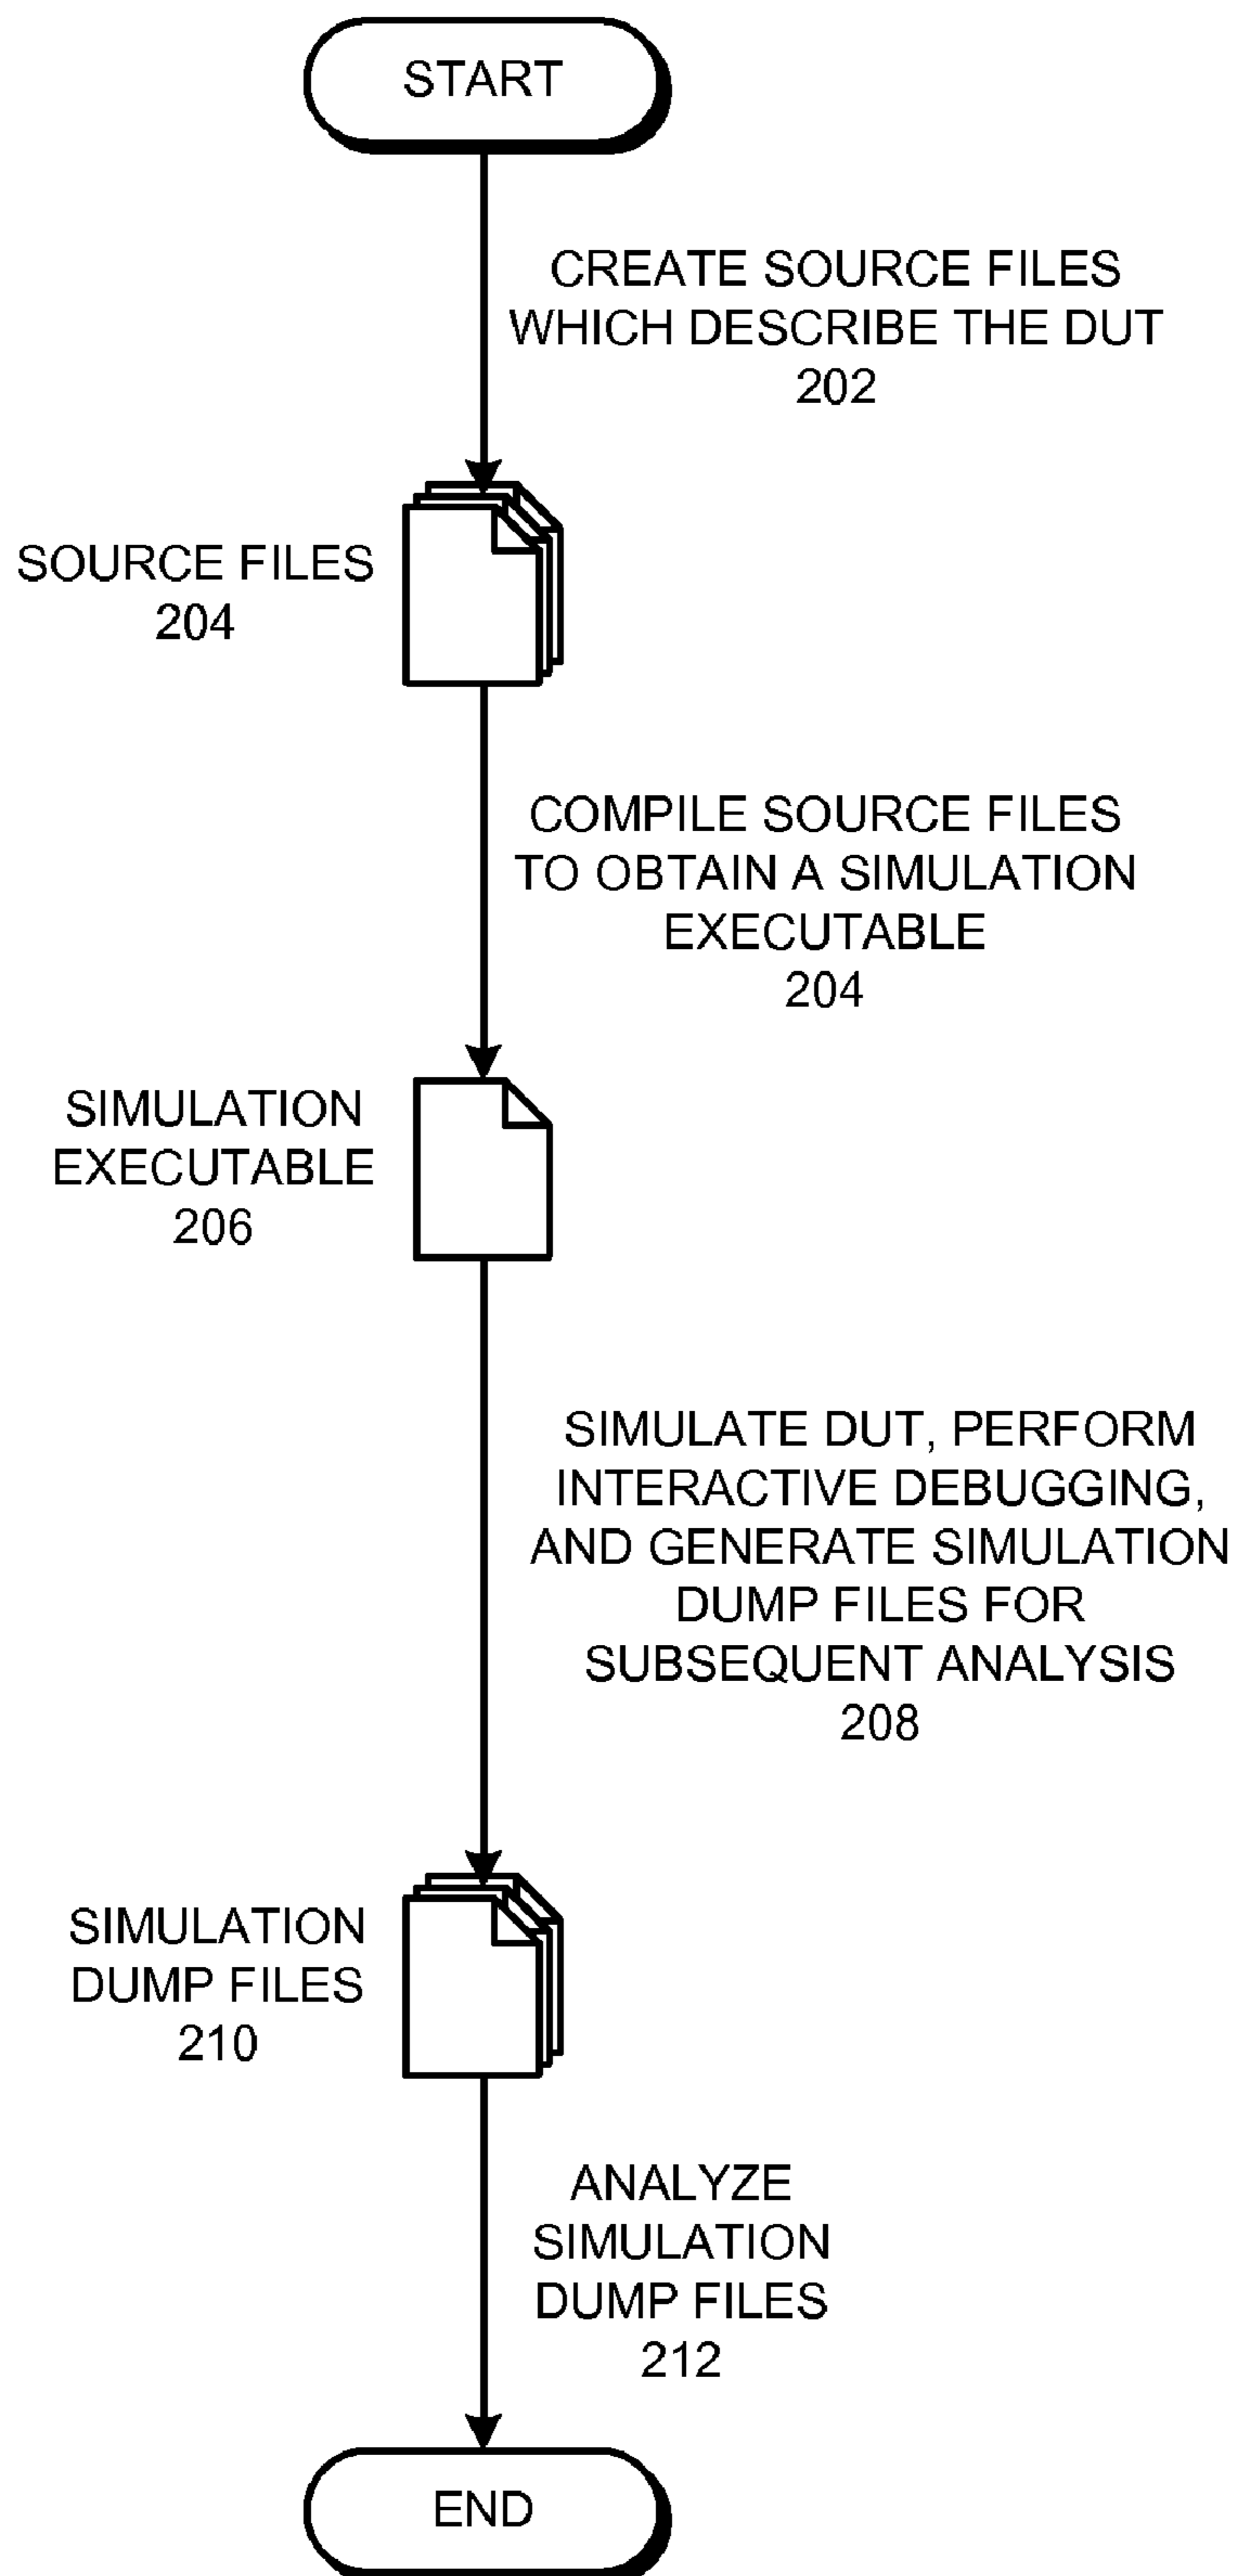 START
CREATE SOURCE FILES
WHICH DESCRIBE THE DUT
202
SOURCE FILES
204
COMPILE SOURCE FILES
TO OBTAIN A SIMULATION
EXECUTABLE
204
SIMULATION
EXECUTABLE
206
SIMULATE DUT, PERFORM
INTERACTIVE DEBUGGING,
AND GENERATE SIMULATION
DUMP FILES FOR
SUBSEQUENT ANALYSIS
208
SIMULATION
DUMP FILES
210
ANALYZE
SIMULATION
DUMP FILES
212
END